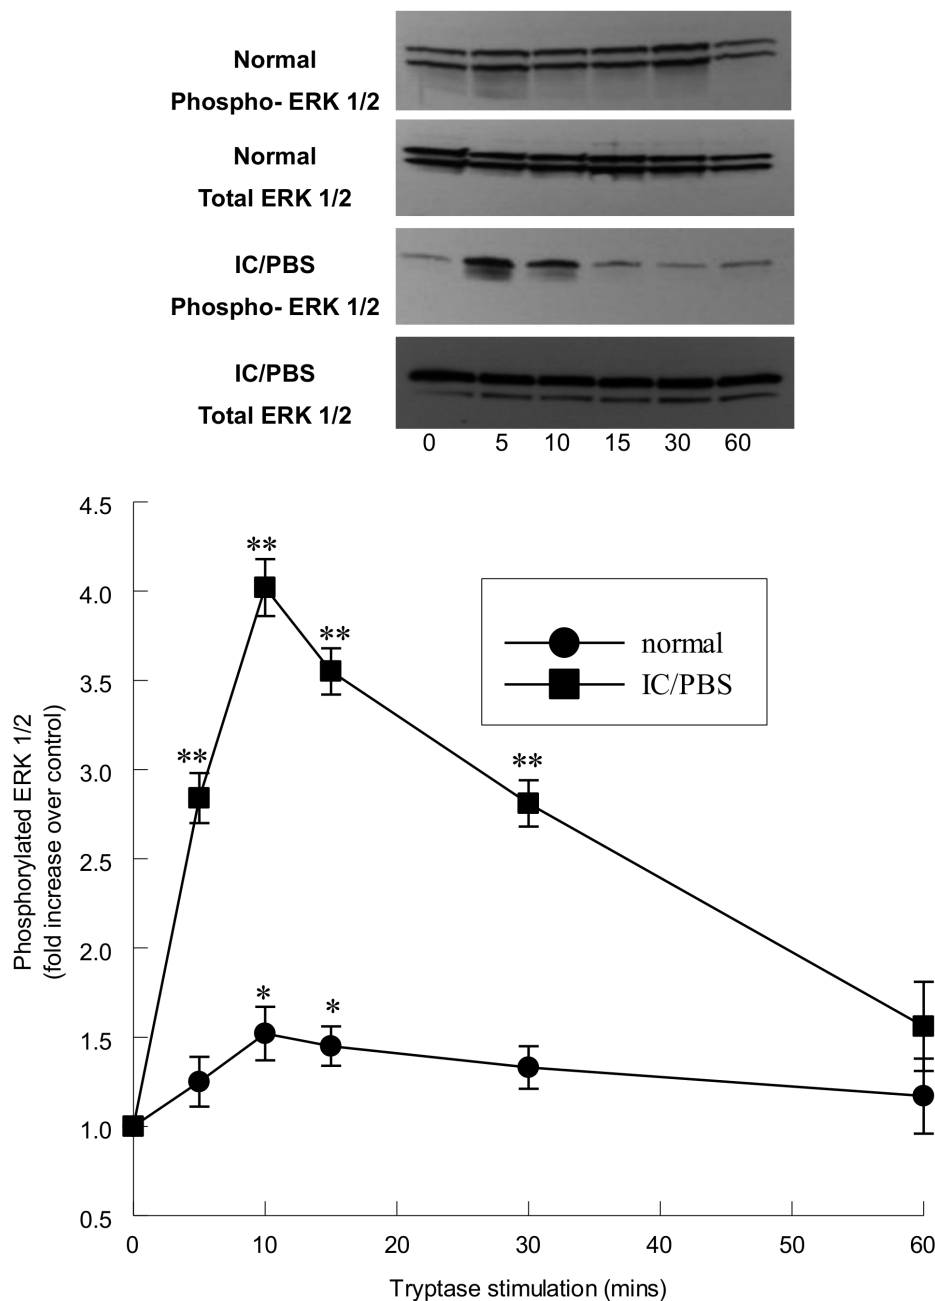 Normal
Phospho- ERK 1/2
Normal
Total ERK 1/2
IC/PBS
Phospho- ERK 1/2
IC/PBS
Total ERK 1/2
0 5 10 15 30 60
4.5
4.0
3.5
3.0
2.5
2.0
1.5
1.0
0.5
Phosphorylated ERK 1/2
(fold increase over control)
**
**
**
**
*
*
normal
IC/PBS
0 10 20 30 40 50 60
Tryptase stimulation (mins)